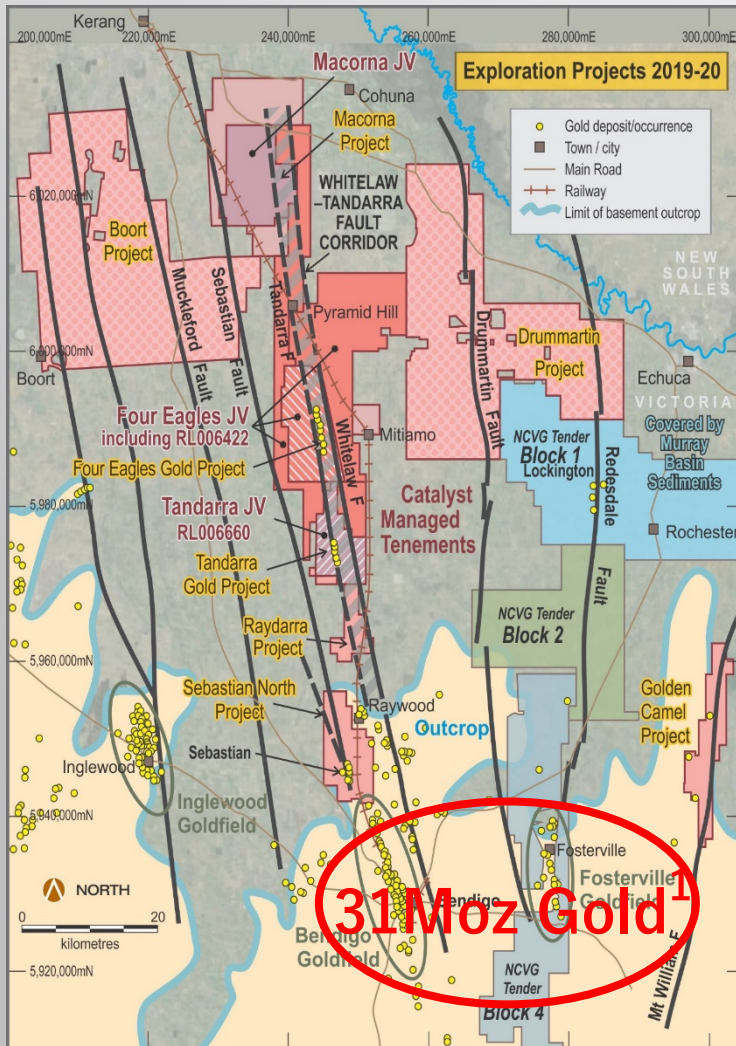 Kerang
200,000mE
220,000mE
240,000mE
260,000mE
280,000mE
300,000m
Macorna JV
Cohuna
Macorna
Project
Exploration Projects 2019-20
Gold deposit/occurrence
Town / city
Main Road
Railway
Limit of basement outcrop
6,020,000mN
WHITELAW
–TANDARRA
FAULT
CORRIDOR
Boort
Project
NEW
SOUTH
WALES
Muckleford
Fault
Sebastian
Fault
Tandarra F
Pyramid Hill
Drummartin
Fault
Drummartin
Project
6,000,000mN
Boort
Echuca
VICTORIA
Four Eagles JV
including RL006422
Mitiamo
Whitelaw F
NCVG Tender
Block 1
Lockington
Redesdale
Fault
Covered by
Murray
Basin
Sediments
Four Eagles Gold Project
5,980,000mN
Catalyst
Managed
Tenements
Tandarra JV
RL006660
Rochester
Tandarra
Gold Project
NCVG Tender
Block 2
Raydarra
Project
5,960,000mN
Sebastian North
Project
Raywood
Golden
Camel
Project
Outcrop
Sebastian
Inglewood
Inglewood
Goldfield
5,940,000mN
Fosterville
Fosterville
Goldfield
31Moz Gold1
Bendigo
Bendigo
Goldfield
NORTH
0
20
kilometres
5,920,000mN
NCVG
Tender
Block 4
Mt William F